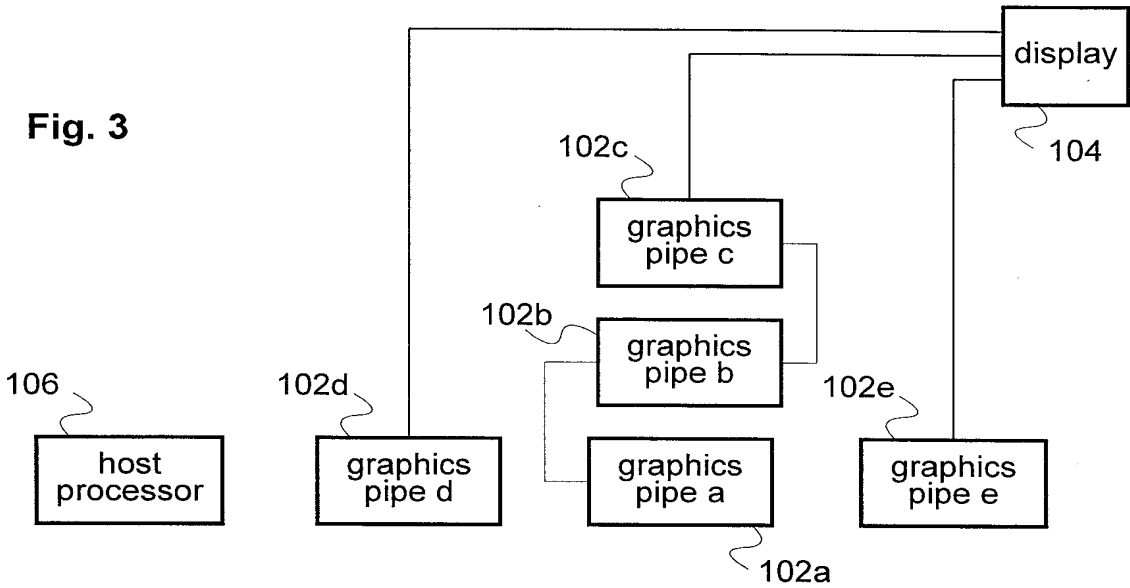 display
Fig. 3
104
102c
graphics
pipe c
102b
graphics
pipe b
106
102d
102e
host
processor
graphics
pipe d
graphics
pipe a
graphics
pipe e
102a